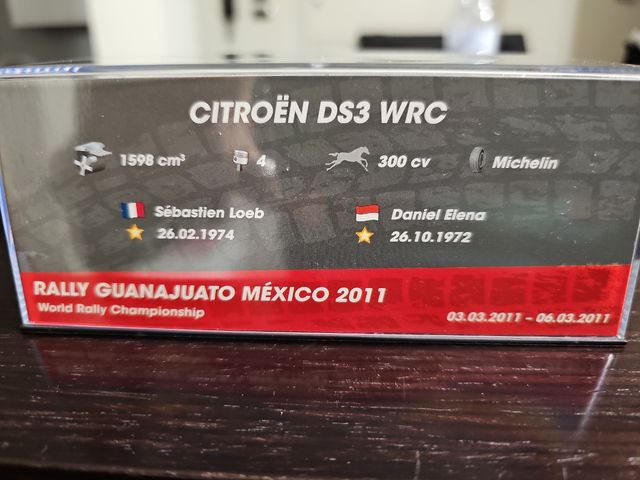 CITROËN DS3 WRC
1598 cm³ 4 300 cv Michelin
Sébastien Loeb Daniel Elena
26.02.1974 26.10.1972
RALLY GUANAJUATO MÉXICO 2011
World Rally Championship 03.03.2011 - 06.03.2011